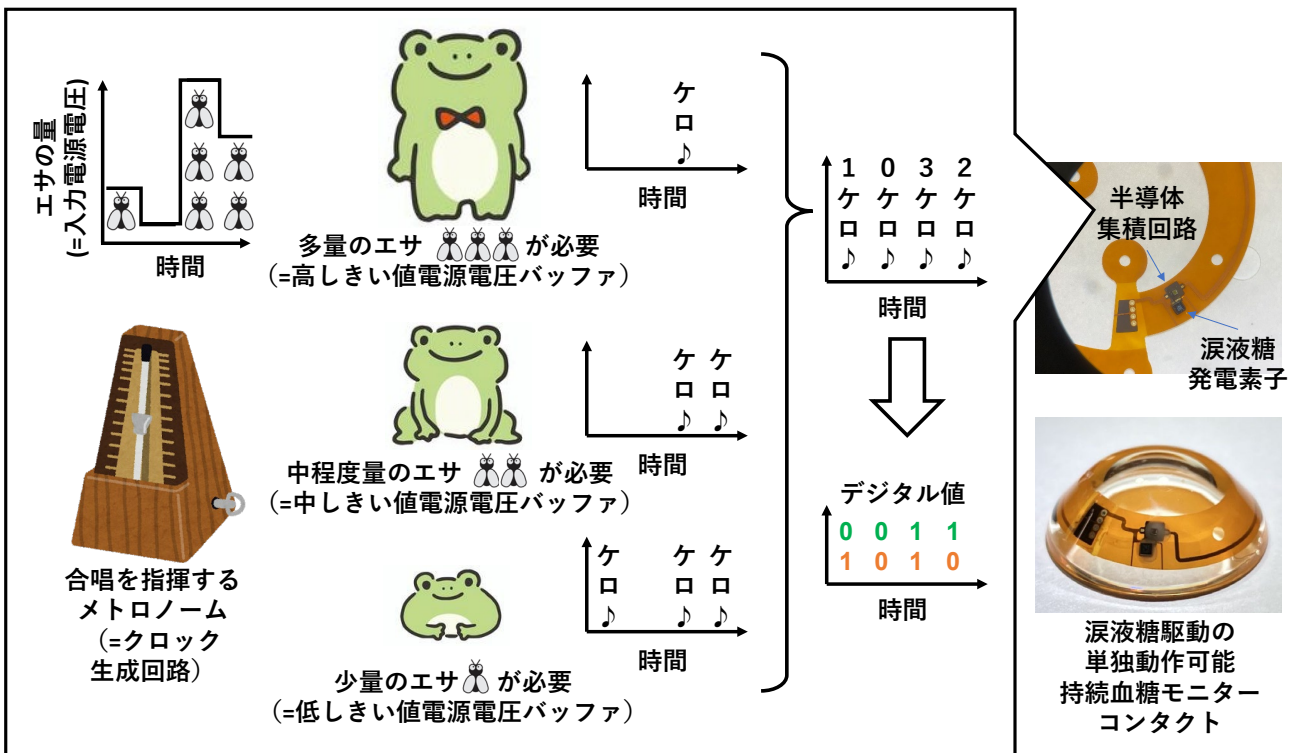 エサの量
(=入力電源電圧)
時間
多量のエサ が必要
（=高しきい値電源電圧バッファ）
ケロ♪
時間
合唱を指揮する
メトロノーム
（=クロック
生成回路）
中程度量のエサ が必要
（=中しきい値電源電圧バッファ）
ケロ♪ ケロ♪
時間
少量のエサ が必要
（=低しきい値電源電圧バッファ）
ケロ♪ ケロ♪ ケロ♪
時間
1 0 3 2
ケ ケ ケ ケ
ロ ロ ロ ロ
♪ ♪ ♪ ♪
時間
デジタル値
0 0 1 1
1 0 1 0
時間
半導体
集積回路
涙液糖
発電素子
涙液糖駆動の
単独動作可能
持続血糖モニター
コンタクト